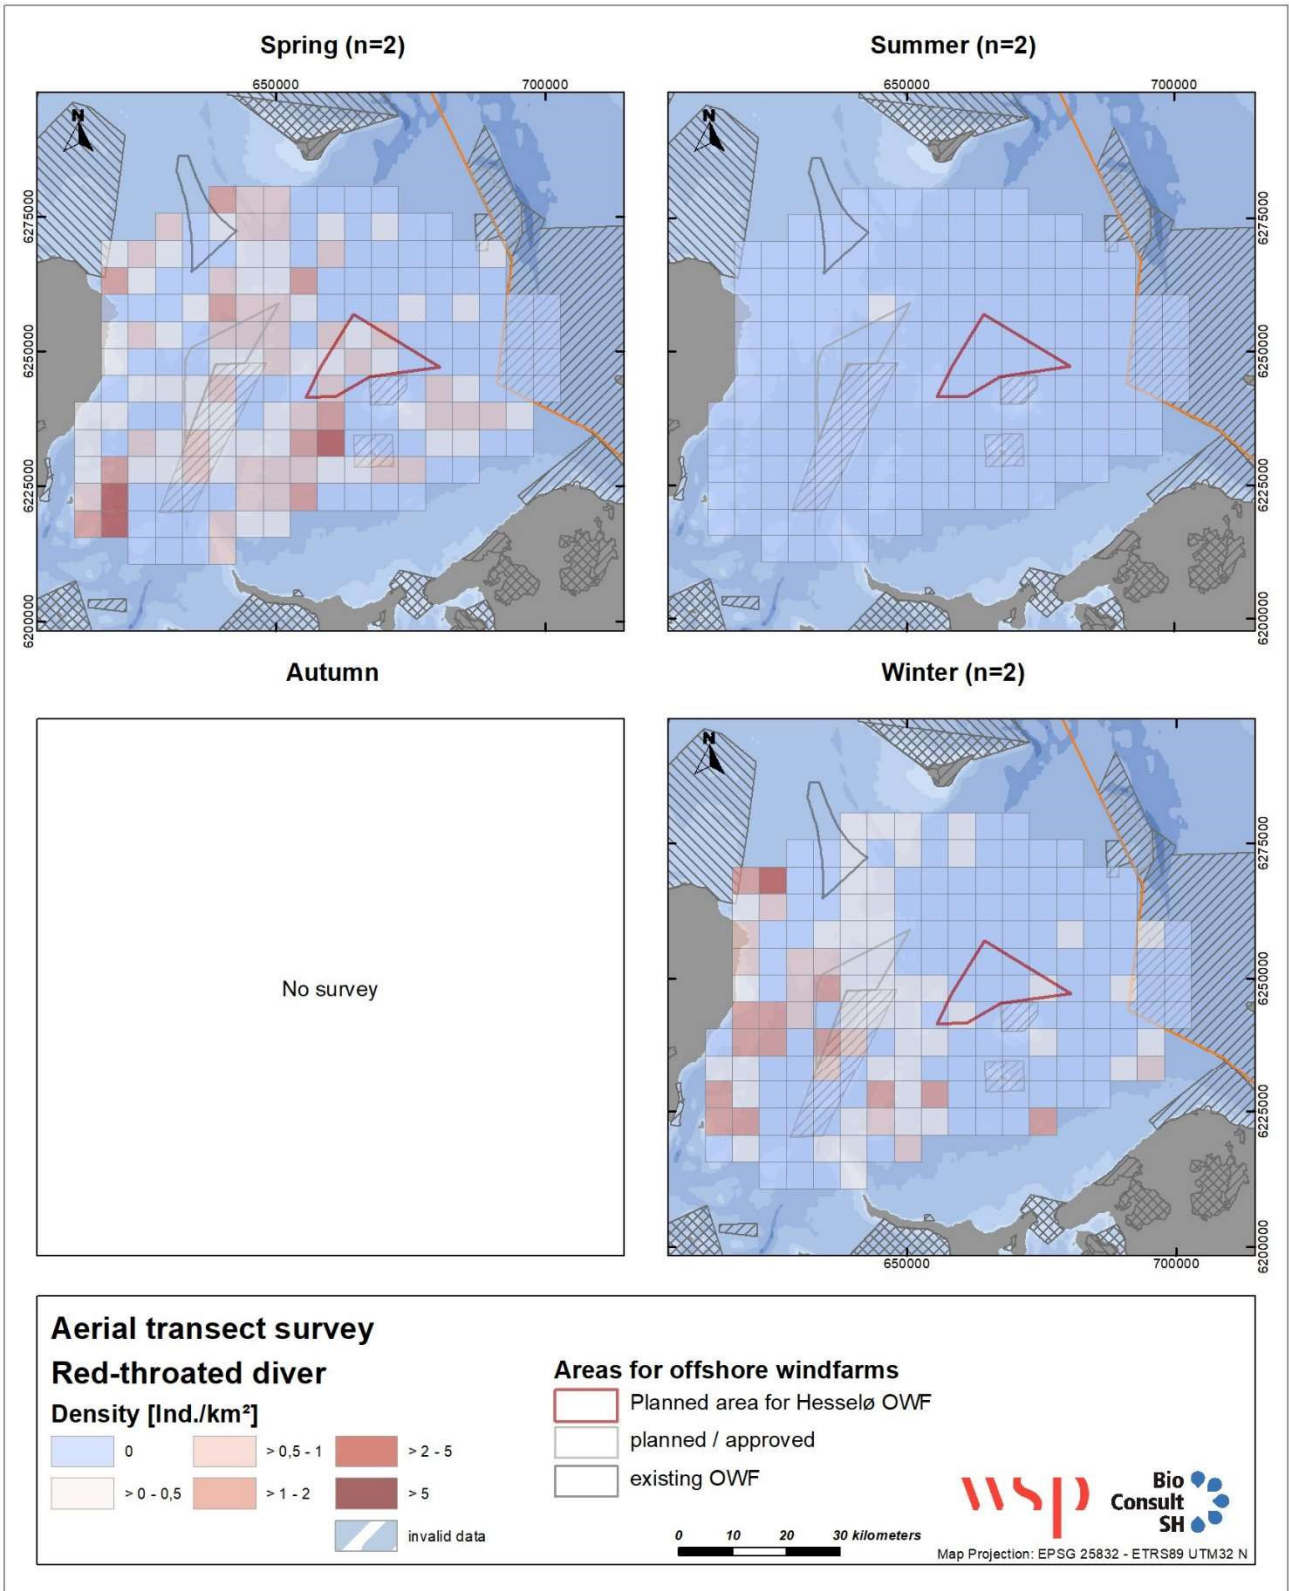 Spring (n=2)
Summer (n=2)
650000
700000
650000
700000
N
N
6275000
6250000
6225000
6200000
6275000
6250000
6225000
6200000
Autumn
Winter (n=2)
No survey
N
6275000
6250000
6225000
6200000
650000
700000
Aerial transect survey
Red-throated diver
Density [Ind./km²]
0
> 0,5 - 1
> 2 - 5
> 0 - 0,5
> 1 - 2
> 5
invalid data
Areas for offshore windfarms
Planned area for Hesselø OWF
planned / approved
existing OWF
0 10 20 30 kilometers
wsp
Bio
Consult
SH
Map Projection: EPSG 25832 - ETRS89 UTM32 N